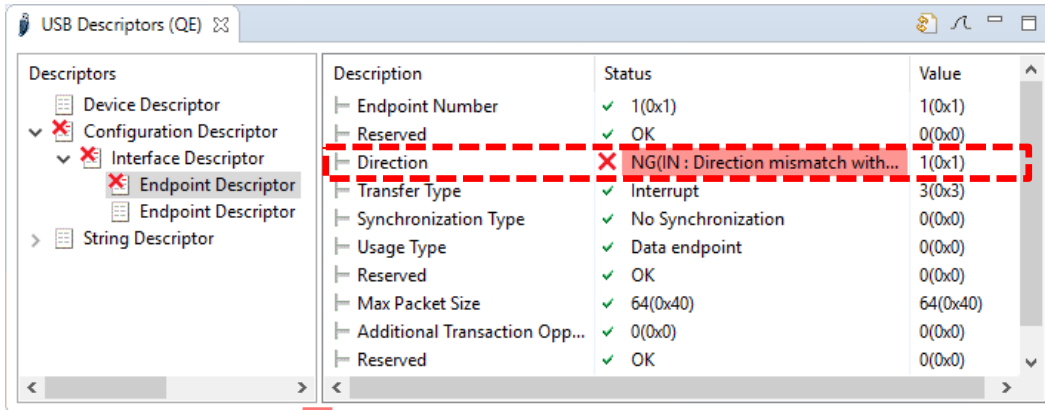 USB Descriptors (QE)
Descriptors
Device Descriptor
Configuration Descriptor
Interface Descriptor
Endpoint Descriptor
Endpoint Descriptor
String Descriptor
Description Status Value
Endpoint Number 1(0x1) 1(0x1)
Reserved OK 0(0x0)
Direction NG(IN : Direction mismatch with... 1(0x1)
Transfer Type Interrupt 3(0x3)
Synchronization Type No Synchronization 0(0x0)
Usage Type Data endpoint 0(0x0)
Reserved OK 0(0x0)
Max Packet Size 64(0x40) 64(0x40)
Additional Transaction Opp... 0(0x0) 0(0x0)
Reserved OK 0(0x0)